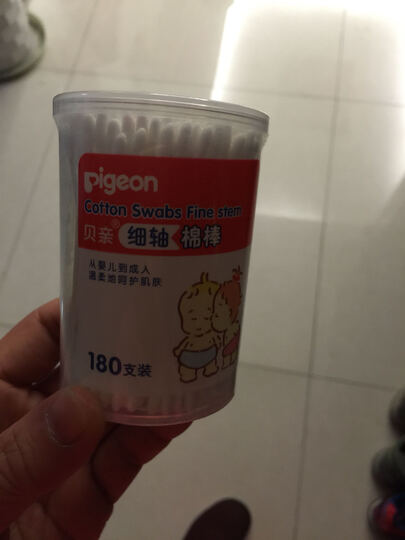 Pigeon
Cotton Swabs Fine stem
贝亲® 细轴 棉棒
从婴儿到成人
温柔地呵护肌肤
180支装